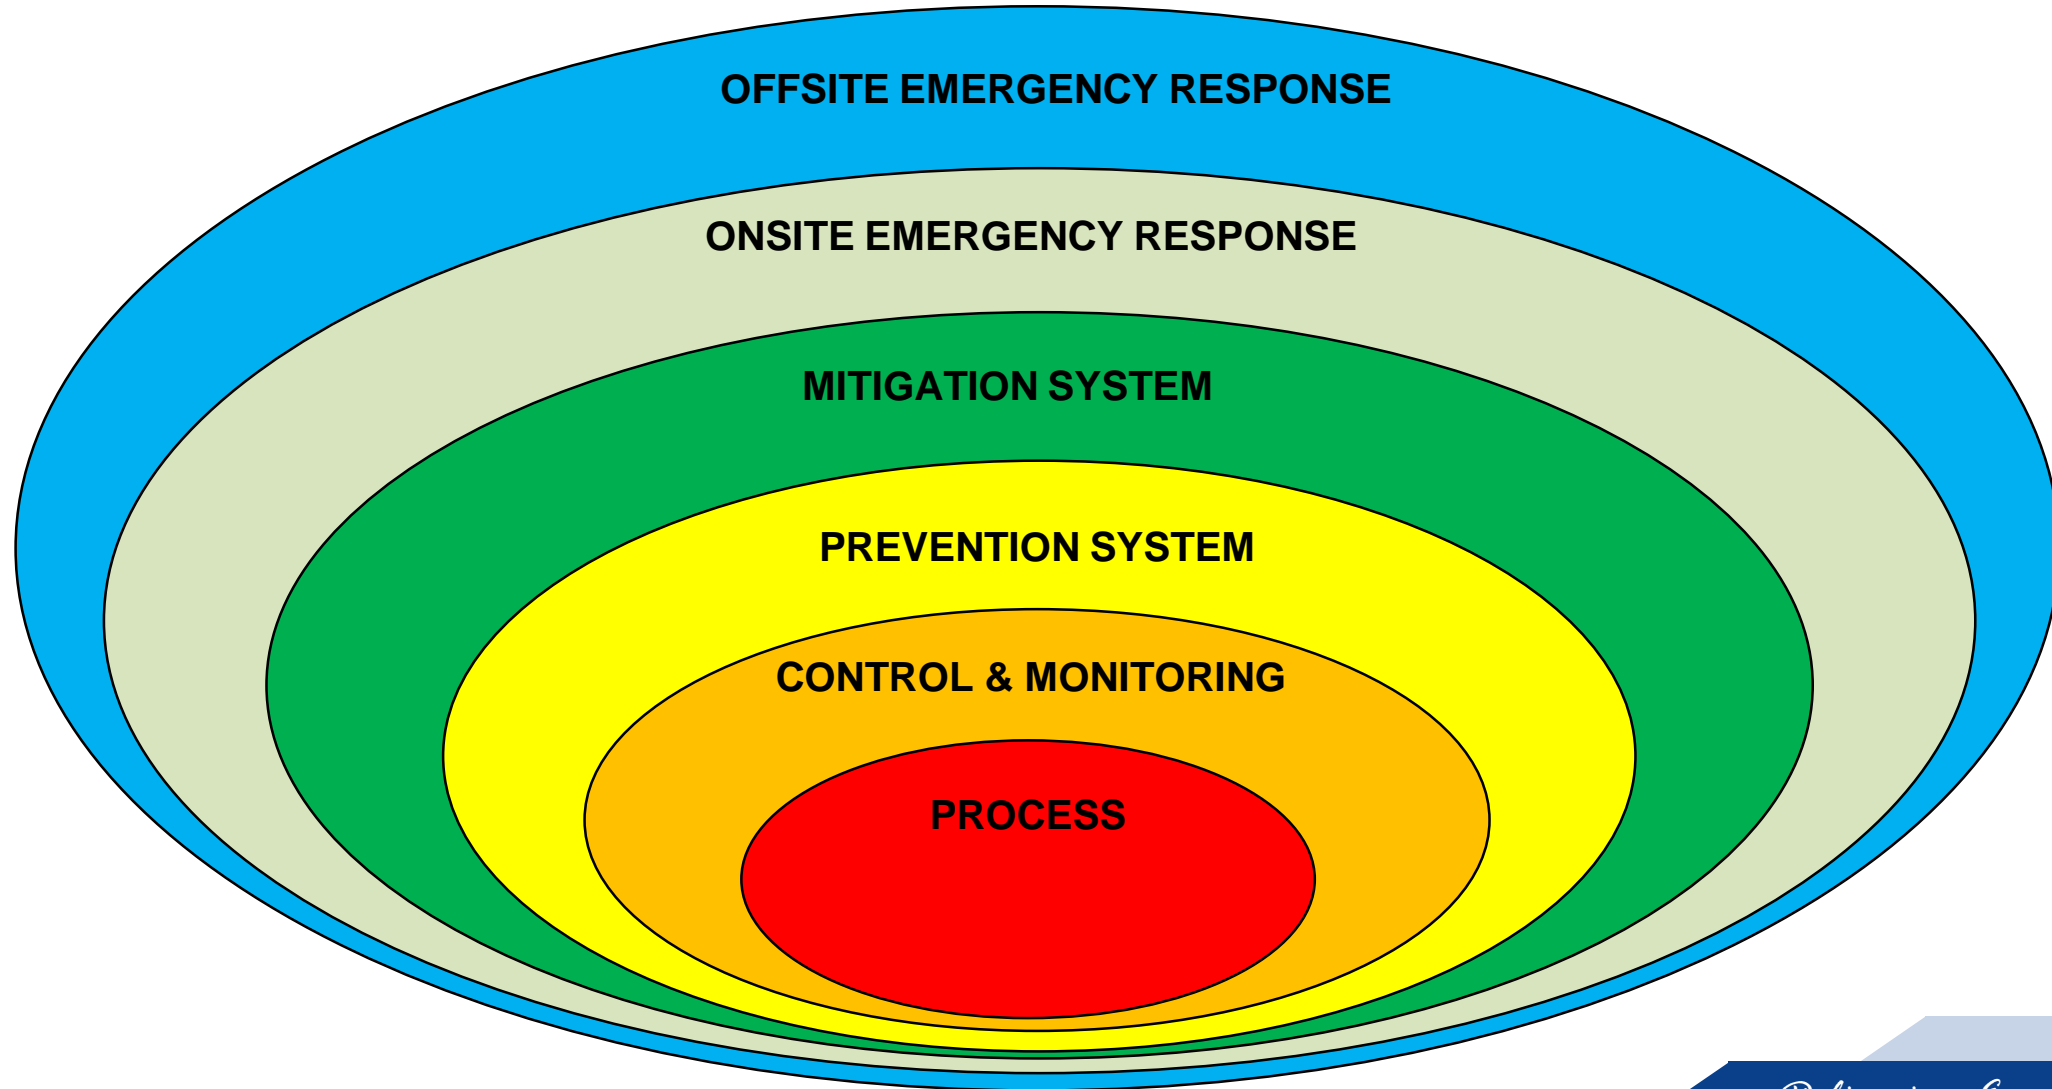 OFFSITE EMERGENCY RESPONSE
ONSITE EMERGENCY RESPONSE
MITIGATION SYSTEM
PREVENTION SYSTEM
CONTROL & MONITORING
PROCESS